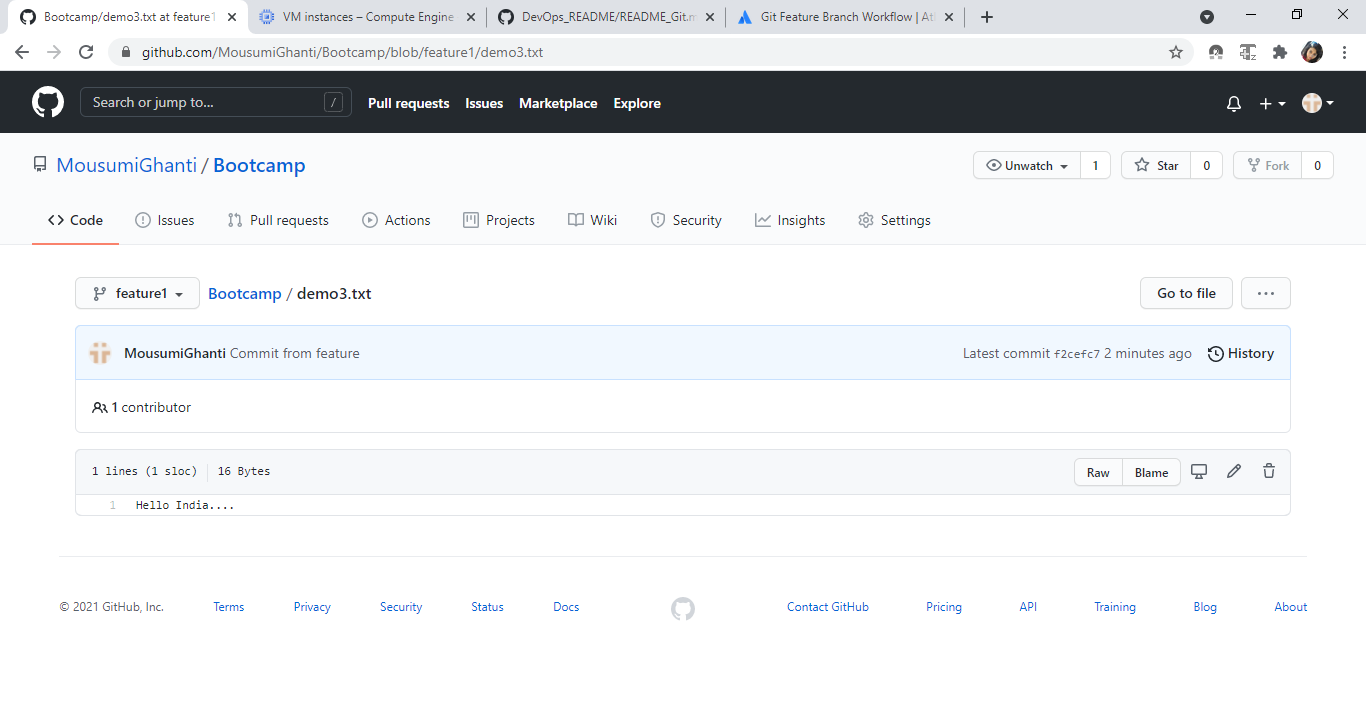 Bootcamp/demo3.txt at feature1
VM instances – Compute Engine
DevOps_README/README_Git.m
Git Feature Branch Workflow | Atl
github.com/MousumiGhanti/Bootcamp/blob/feature1/demo3.txt
Search or jump to... /
Pull requests Issues Marketplace Explore
MousumiGhanti / Bootcamp
Unwatch 1 Star 0 Fork 0
Code Issues Pull requests Actions Projects Wiki Security Insights Settings
feature1 Bootcamp / demo3.txt Go to file ...
MousumiGhanti Commit from feature Latest commit f2cefc7 2 minutes ago History
1 contributor
1 lines (1 sloc) 16 Bytes Raw Blame
1 Hello India....
© 2021 GitHub, Inc. Terms Privacy Security Status Docs Contact GitHub Pricing API Training Blog About